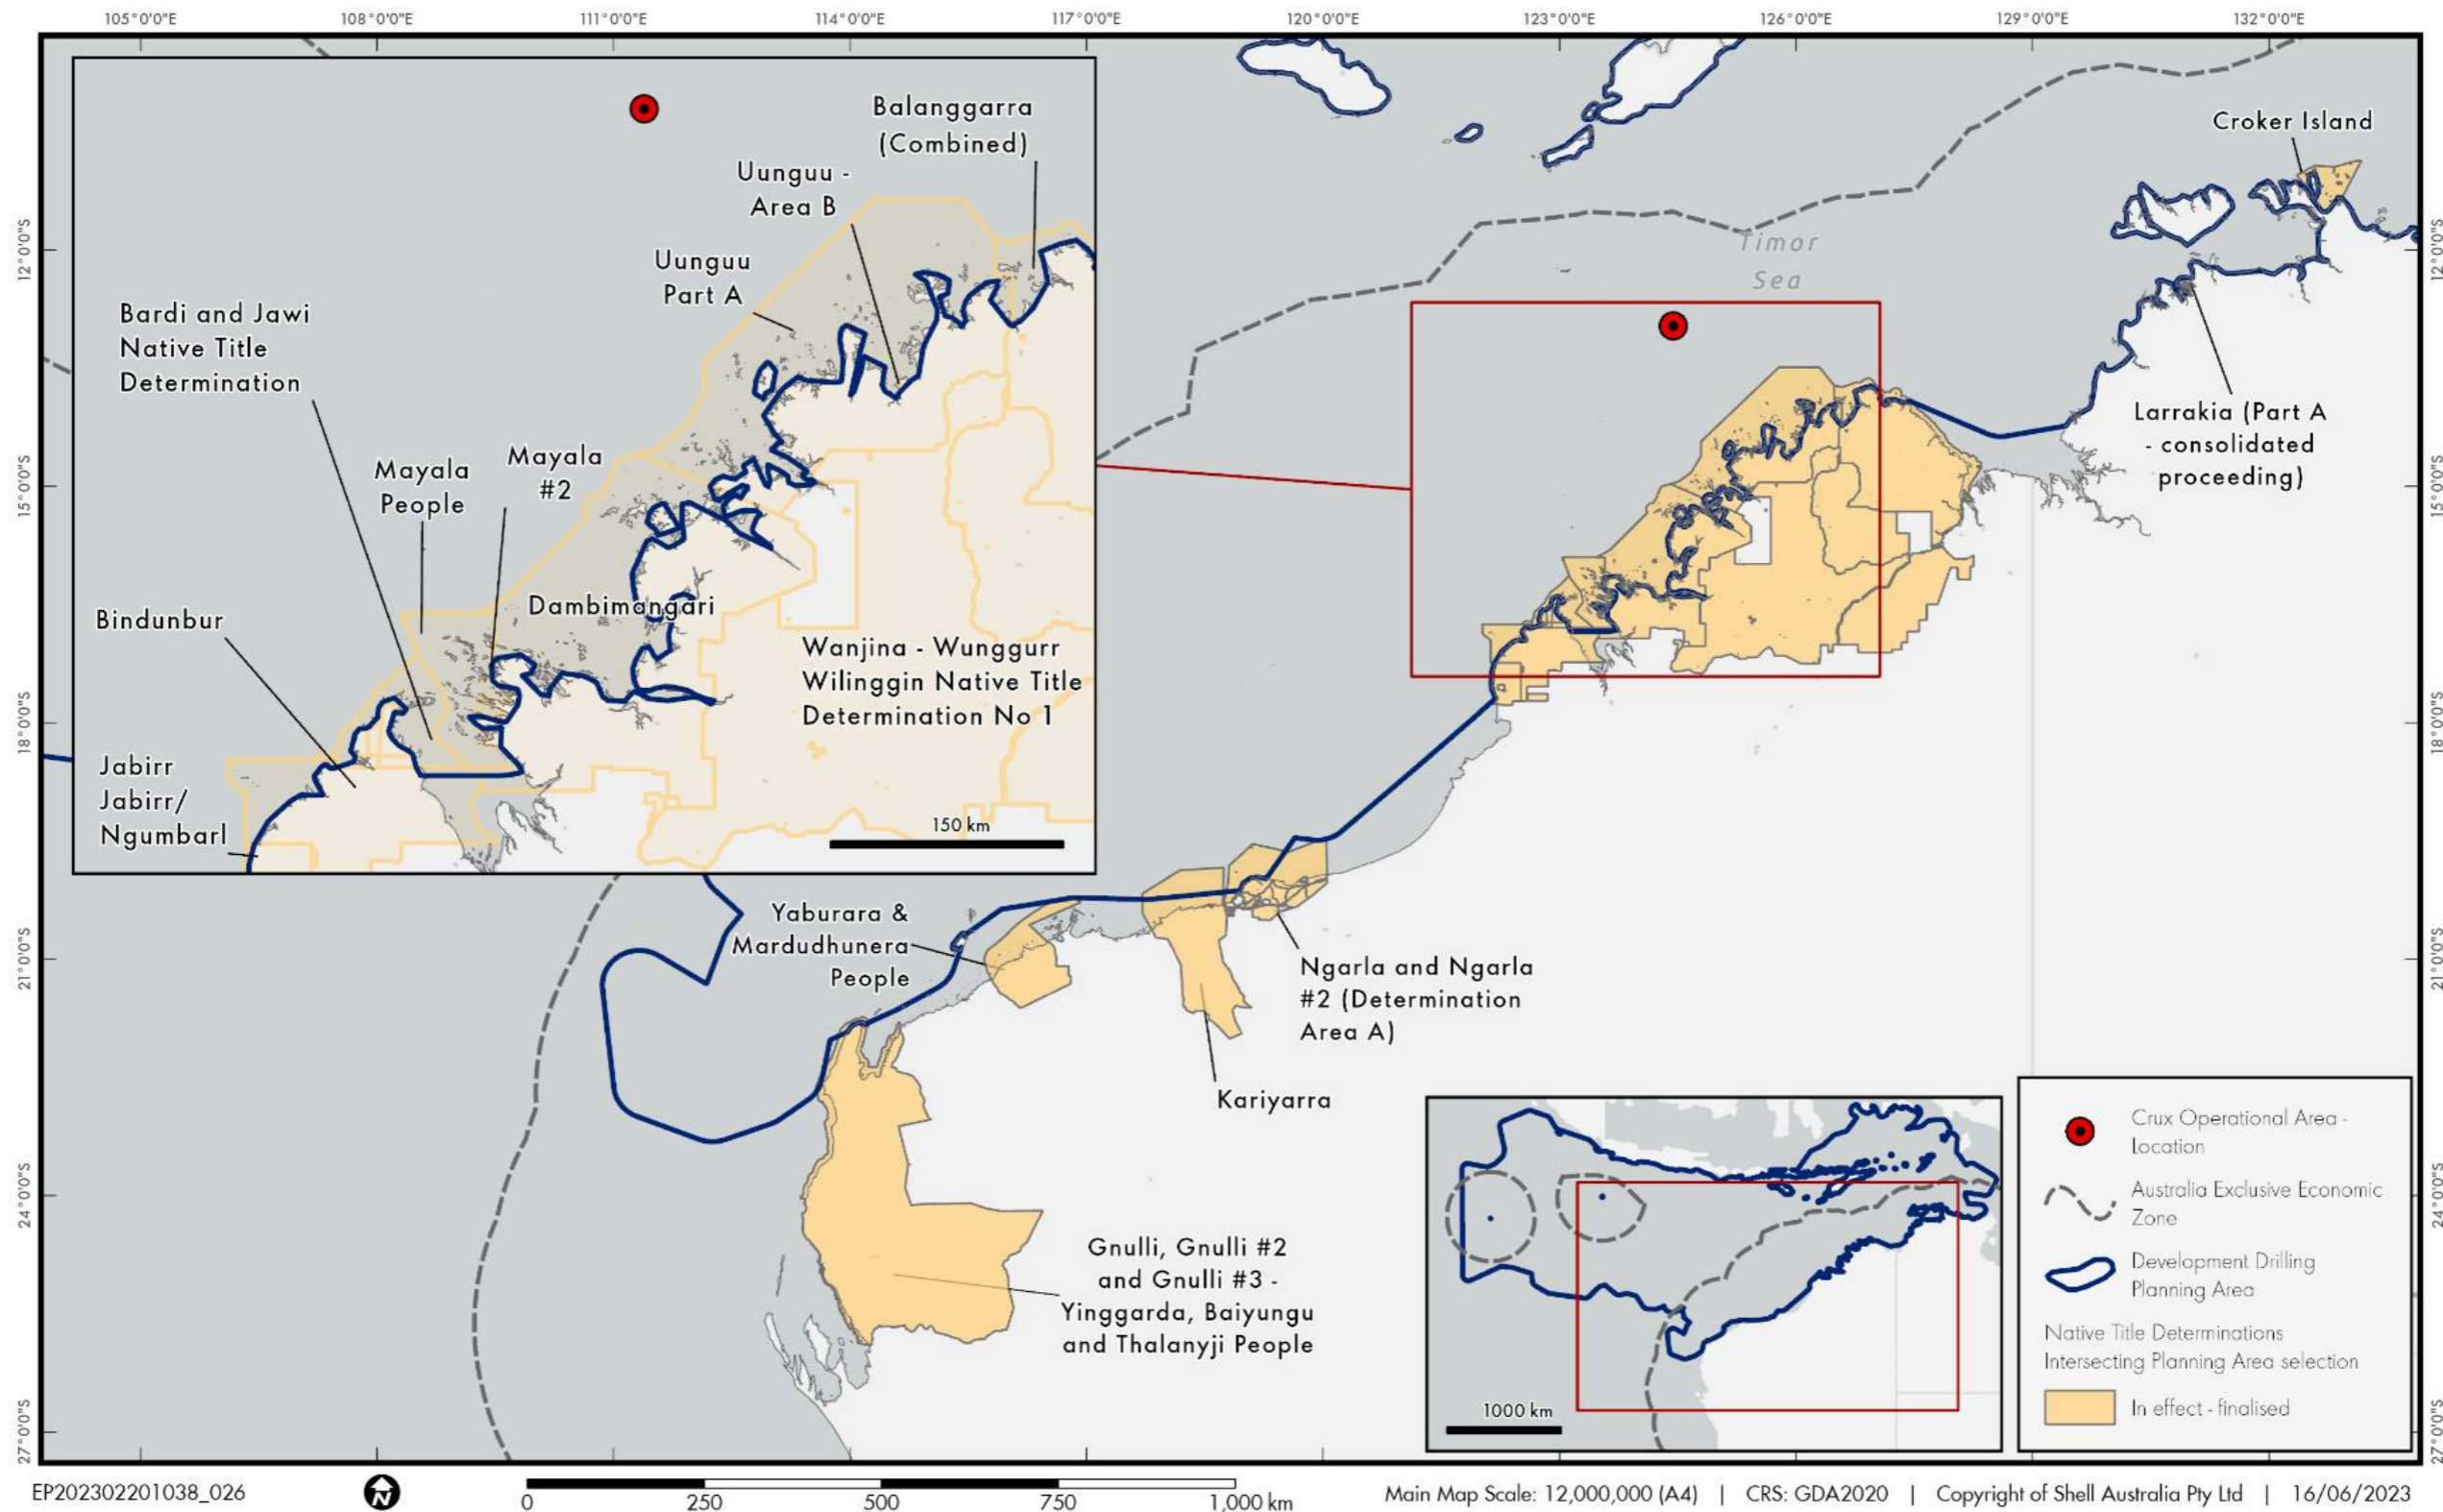 105°0'0"E
108°0'0"E
111°0'0"E
114°0'0"E
117°0'0"E
120°0'0"E
123°0'0"E
126°0'0"E
129°0'0"E
132°0'0"E
12°0'0"S
15°0'0"S
18°0'0"S
21°0'0"S
24°0'0"S
27°0'0"S
Balanggarra
(Combined)
Uunguu -
Area B
Uunguu
Part A
Bardi and Jawi
Native Title
Determination
Mayala
#2
Mayala
People
Dambimangari
Bindunbur
Wanjina - Wunggurr
Wilinggin Native Title
Determination No 1
Jabirr
Jabirr/
Ngumbarl
150 km
Timor
Sea
Croker Island
Larrakia (Part A
- consolidated
proceeding)
Yaburara &
Mardudhunera
People
Ngarla and Ngarla
#2 (Determination
Area A)
Kariyarra
Gnulli, Gnulli #2
and Gnulli #3 -
Yinggarda, Baiyungu
and Thalanyji People
1000 km
Crux Operational Area -
Location
Australia Exclusive Economic
Zone
Development Drilling
Planning Area
Native Title Determinations
Intersecting Planning Area selection
In effect - finalised
12°0'0"S
15°0'0"S
18°0'0"S
21°0'0"S
24°0'0"S
27°0'0"S
EP202302201038_026
N
0
250
500
750
1,000 km
Main Map Scale: 12,000,000 (A4) | CRS: GDA2020 | Copyright of Shell Australia Pty Ltd | 16/06/2023